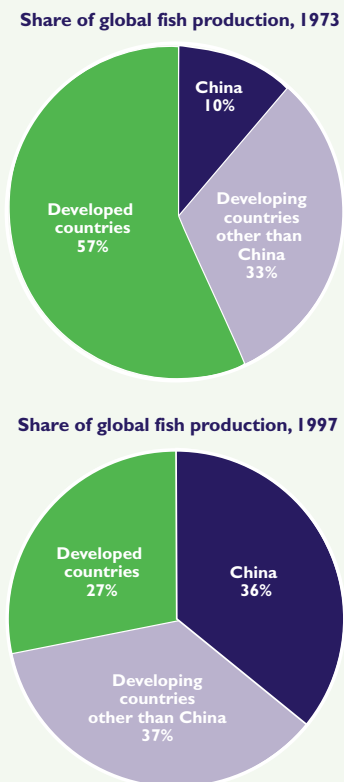 Share of global fish production, 1973
China
10%
Developing
countries
other than
China
33%
Developed
countries
57%
Share of global fish production, 1997
Developed
countries
27%
China
36%
Developing
countries
other than China
37%